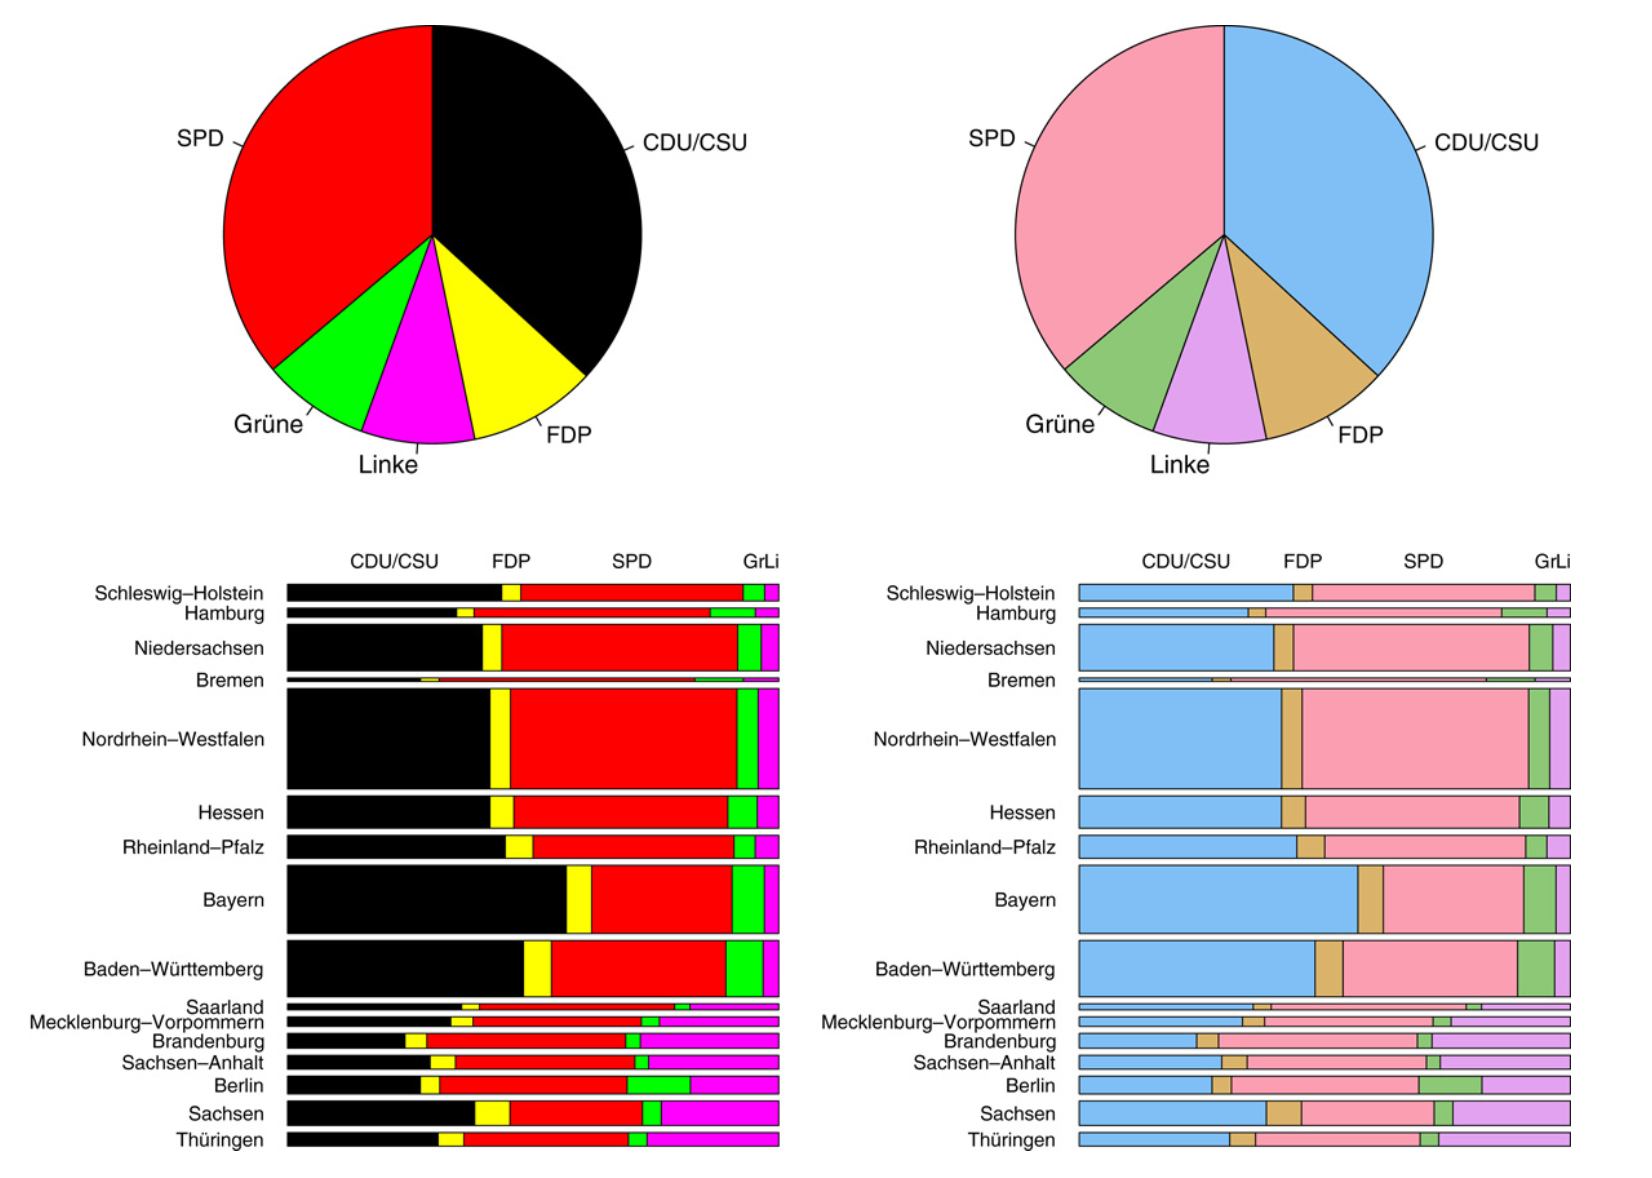 SPD
CDU/CSU
Grüne
FDP
Linke
SPD
CDU/CSU
Grüne
FDP
Linke
CDU/CSU FDP SPD GrLi
Schleswig–Holstein
Hamburg
Niedersachsen
Bremen
Nordrhein–Westfalen
Hessen
Rheinland–Pfalz
Bayern
Baden–Württemberg
Saarland
Mecklenburg–Vorpommern
Brandenburg
Sachsen–Anhalt
Berlin
Sachsen
Thüringen
CDU/CSU FDP SPD GrLi
Schleswig–Holstein
Hamburg
Niedersachsen
Bremen
Nordrhein–Westfalen
Hessen
Rheinland–Pfalz
Bayern
Baden–Württemberg
Saarland
Mecklenburg–Vorpommern
Brandenburg
Sachsen–Anhalt
Berlin
Sachsen
Thüringen